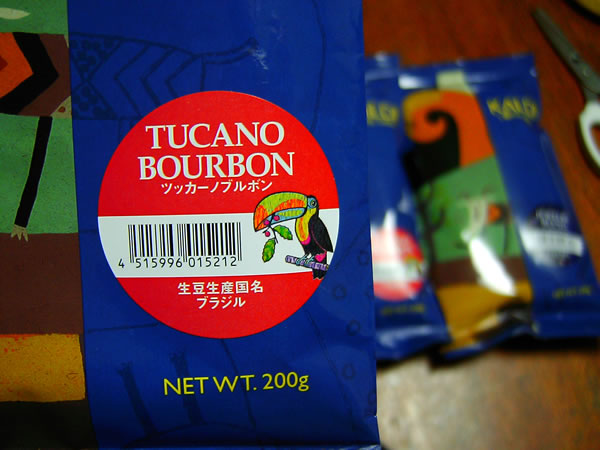 TUCANO
BOURBON
ツッカーノブルボン
4 515996 015212
生豆生産国名
ブラジル
NET WT. 200g
KALD